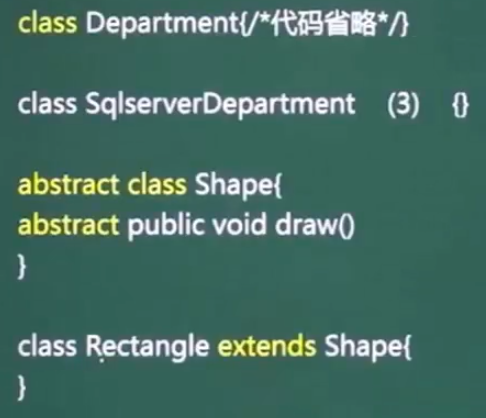 class Department{/*代码省略*/}
class SqlserverDepartment (3) {}
abstract class Shape{
abstract public void draw()
}
class Rectangle extends Shape{
}